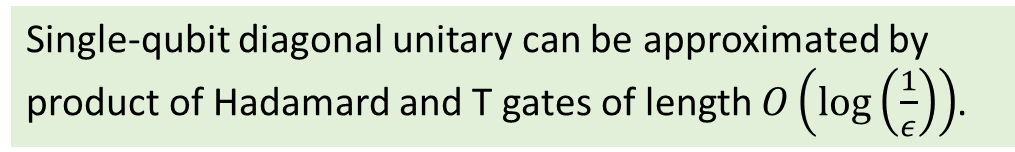 Single-qubit diagonal unitary can be approximated by
product of Hadamard and T gates of length O(log(1/ϵ)).